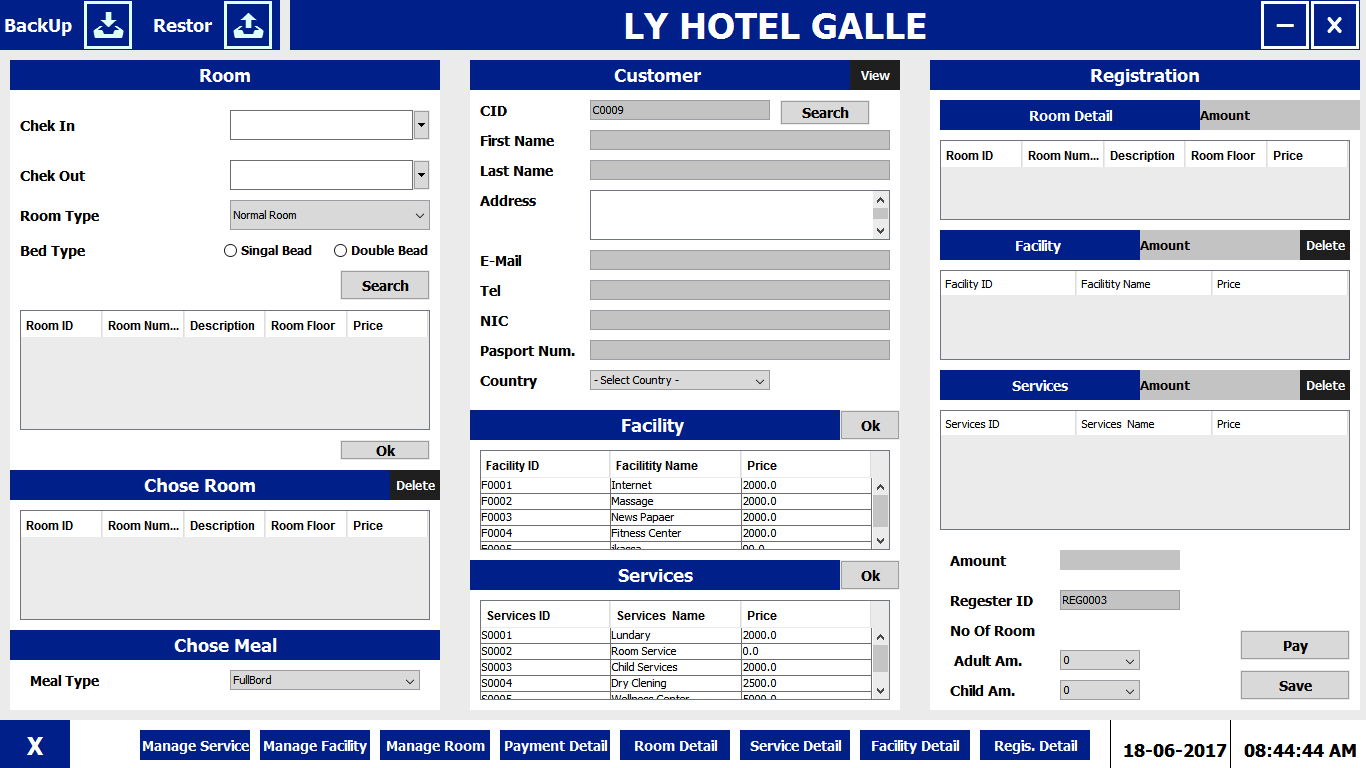 BackUp
Restor
LY HOTEL GALLE
X
Room
Chek In
Chek Out
Room Type
Normal Room
Bed Type
Singal Bead
Double Bead
Search
Room ID Room Num... Description Room Floor Price
Ok
Chose Room
Delete
Room ID Room Num... Description Room Floor Price
Chose Meal
Meal Type
FullBord
Customer
View
CID
C0009
Search
First Name
Last Name
Address
E-Mail
Tel
NIC
Pasport Num.
Country
- Select Country -
Facility
Ok
Facility ID Facilitity Name Price
F0001 Internet 2000.0
F0002 Massage 2000.0
F0003 News Papaer 2000.0
F0004 Fitness Center 2000.0
F0005
Services
Ok
Services ID Services Name Price
S0001 Lundary 2000.0
S0002 Room Service 0.0
S0003 Child Services 2000.0
S0004 Dry Clening 2500.0
S0005 Wellness Center 5000.0
Registration
Room Detail
Amount
Room ID Room Num... Description Room Floor Price
Facility
Amount
Delete
Facility ID Facilitity Name Price
Services
Amount
Delete
Services ID Services Name Price
Amount
Regester ID
REG0003
No Of Room
Adult Am.
0
Child Am.
0
Pay
Save
X
Manage Service
Manage Facility
Manage Room
Payment Detail
Room Detail
Service Detail
Facility Detail
Regis. Detail
18-06-2017
08:44:44 AM